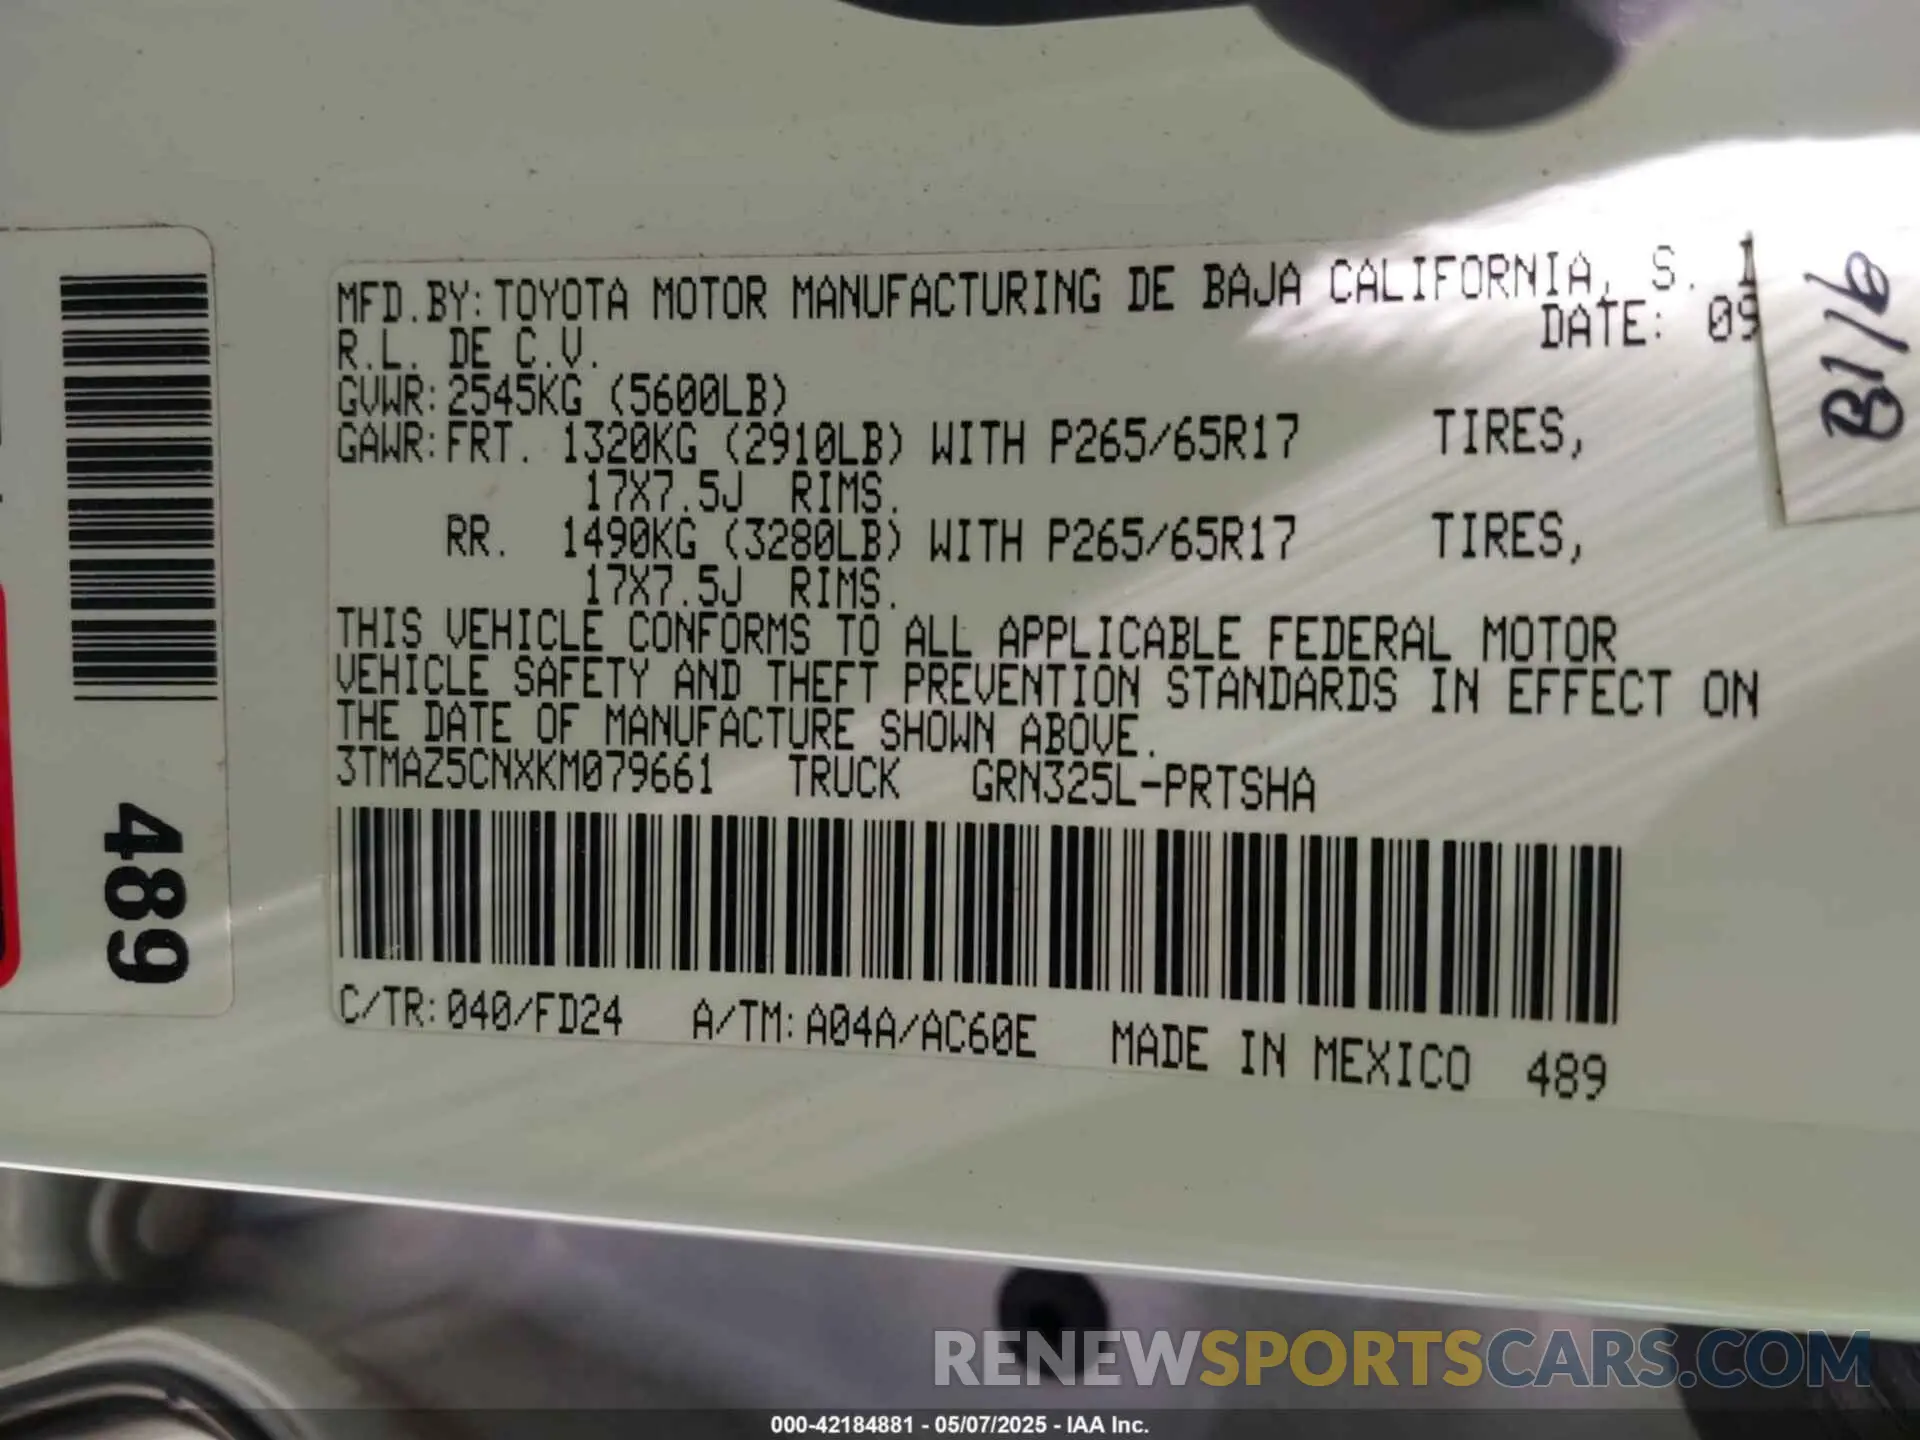 MFD.BY:TOYOTA MOTOR MANUFACTURING DE BAJA CALIFORNIA, S.
R.L. DE C.V. DATE: 09
GVWR:2545KG (5600LB)
GAWR:FRT. 1320KG (2910LB) WITH P265/65R17 TIRES,
17X7.5J RIMS.
RR. 1490KG (3280LB) WITH P265/65R17 TIRES,
17X7.5J RIMS.
THIS VEHICLE CONFORMS TO ALL APPLICABLE FEDERAL MOTOR
VEHICLE SAFETY AND THEFT PREVENTION STANDARDS IN EFFECT ON
THE DATE OF MANUFACTURE SHOWN ABOVE.
3TMAZ5CNXKM079661 TRUCK GRN325L-PRTSHA
C/TR:040/FD24 A/TM:A04A/AC60E MADE IN MEXICO 489
489
B116
RENEWSPORTSCARS.COM
000-42184881 - 05/07/2025 - IAA Inc.